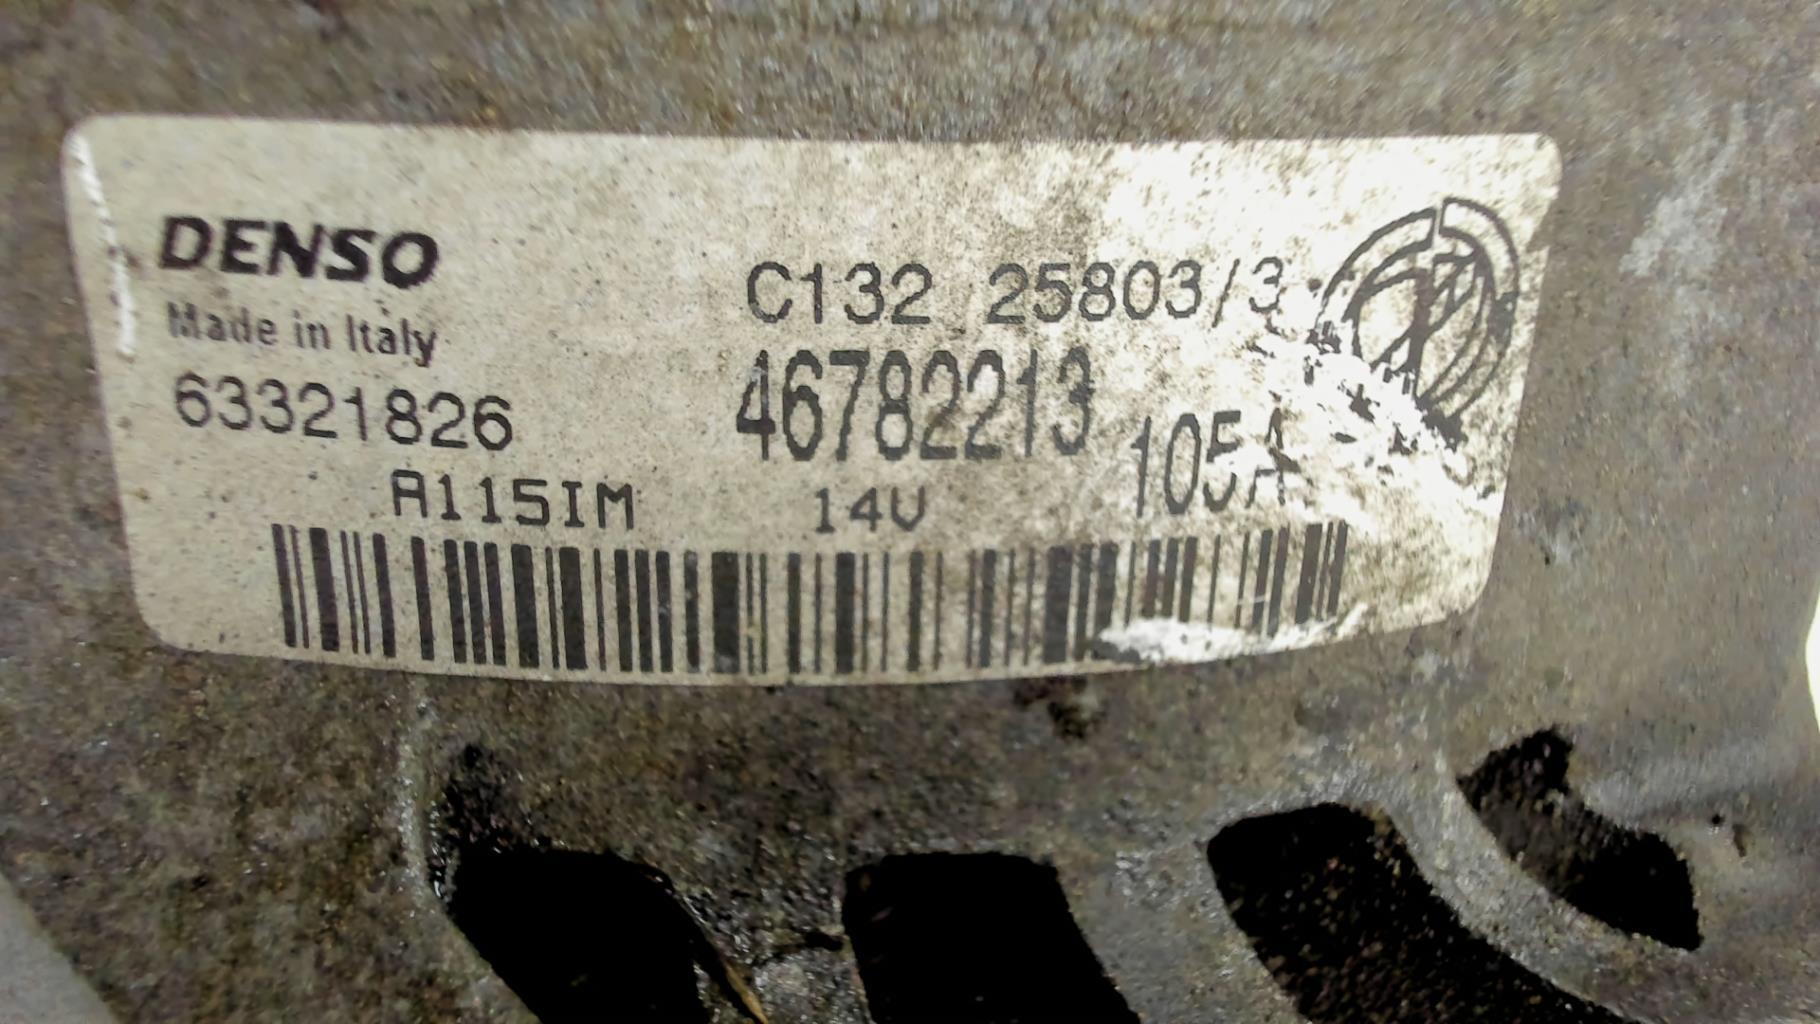 DENSO
Made in Italy
63321826
C132 25803/3
46782213
105A
A115IM
14V